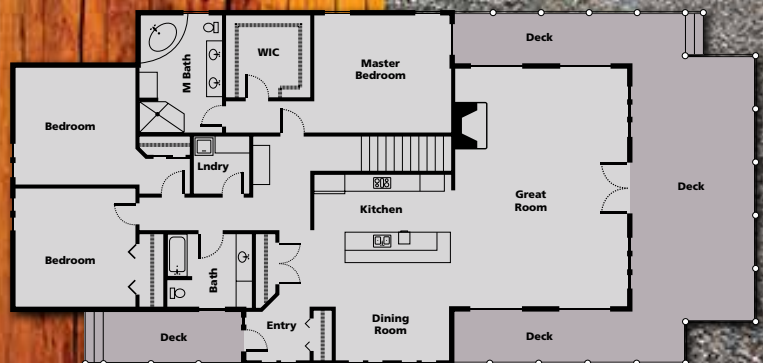 Deck
WIC
M Bath
Master
Bedroom
Bedroom
Lndry
Great
Room
Deck
Kitchen
Bedroom
Bath
Entry
Dining
Room
Deck
Deck